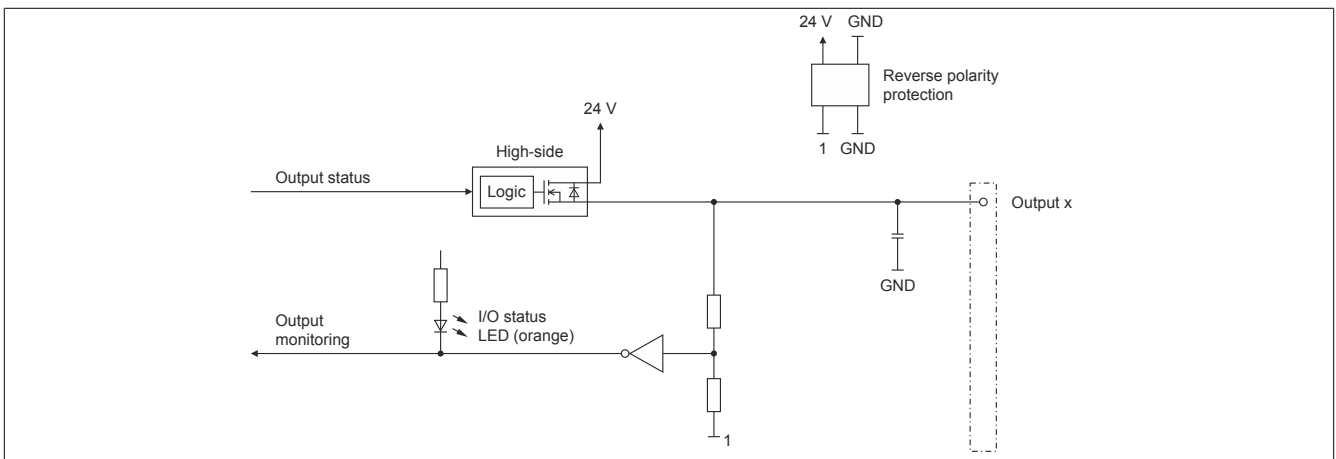 24 V GND
Reverse polarity
protection
1 GND
24 V
High-side
Output status
Logic
Output x
GND
I/O status
LED (orange)
Output
monitoring
1